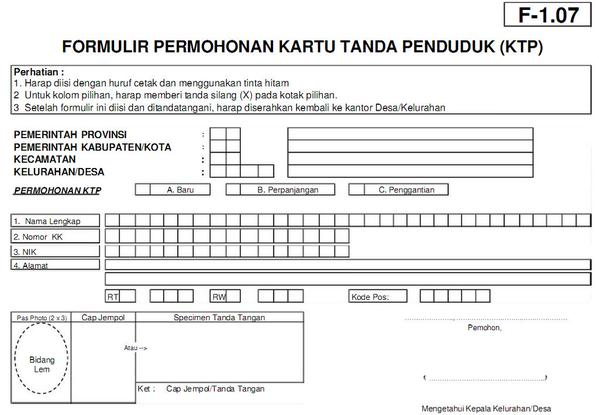 F-1.07
FORMULIR PERMOHONAN KARTU TANDA PENDUDUK (KTP)
Perhatian :
1. Harap diisi dengan huruf cetak dan menggunakan tinta hitam
2 Untuk kolom pilihan, harap memberi tanda silang (X) pada kotak pilihan.
3 Setelah formulir ini diisi dan ditandatangani, harap diserahkan kembali ke kantor Desa/Kelurahan
PEMERINTAH PROVINSI :
PEMERINTAH KABUPATEN/KOTA :
KECAMATAN :
KELURAHAN/DESA :
PERMOHONAN KTP A. Baru B. Perpanjangan C. Penggantian
1. Nama Lengkap
2. Nomor KK
3. NIK
4. Alamat
RT RW Kode Pos:
Pas Photo (2 x 3) Cap Jempol Specimen Tanda Tangan
Bidang Lem
Atau -->
Ket : Cap Jempol/Tanda Tangan
......................, ..............................................
Pemohon,
( ................................................ )
Mengetahui Kepala Kelurahan/Desa